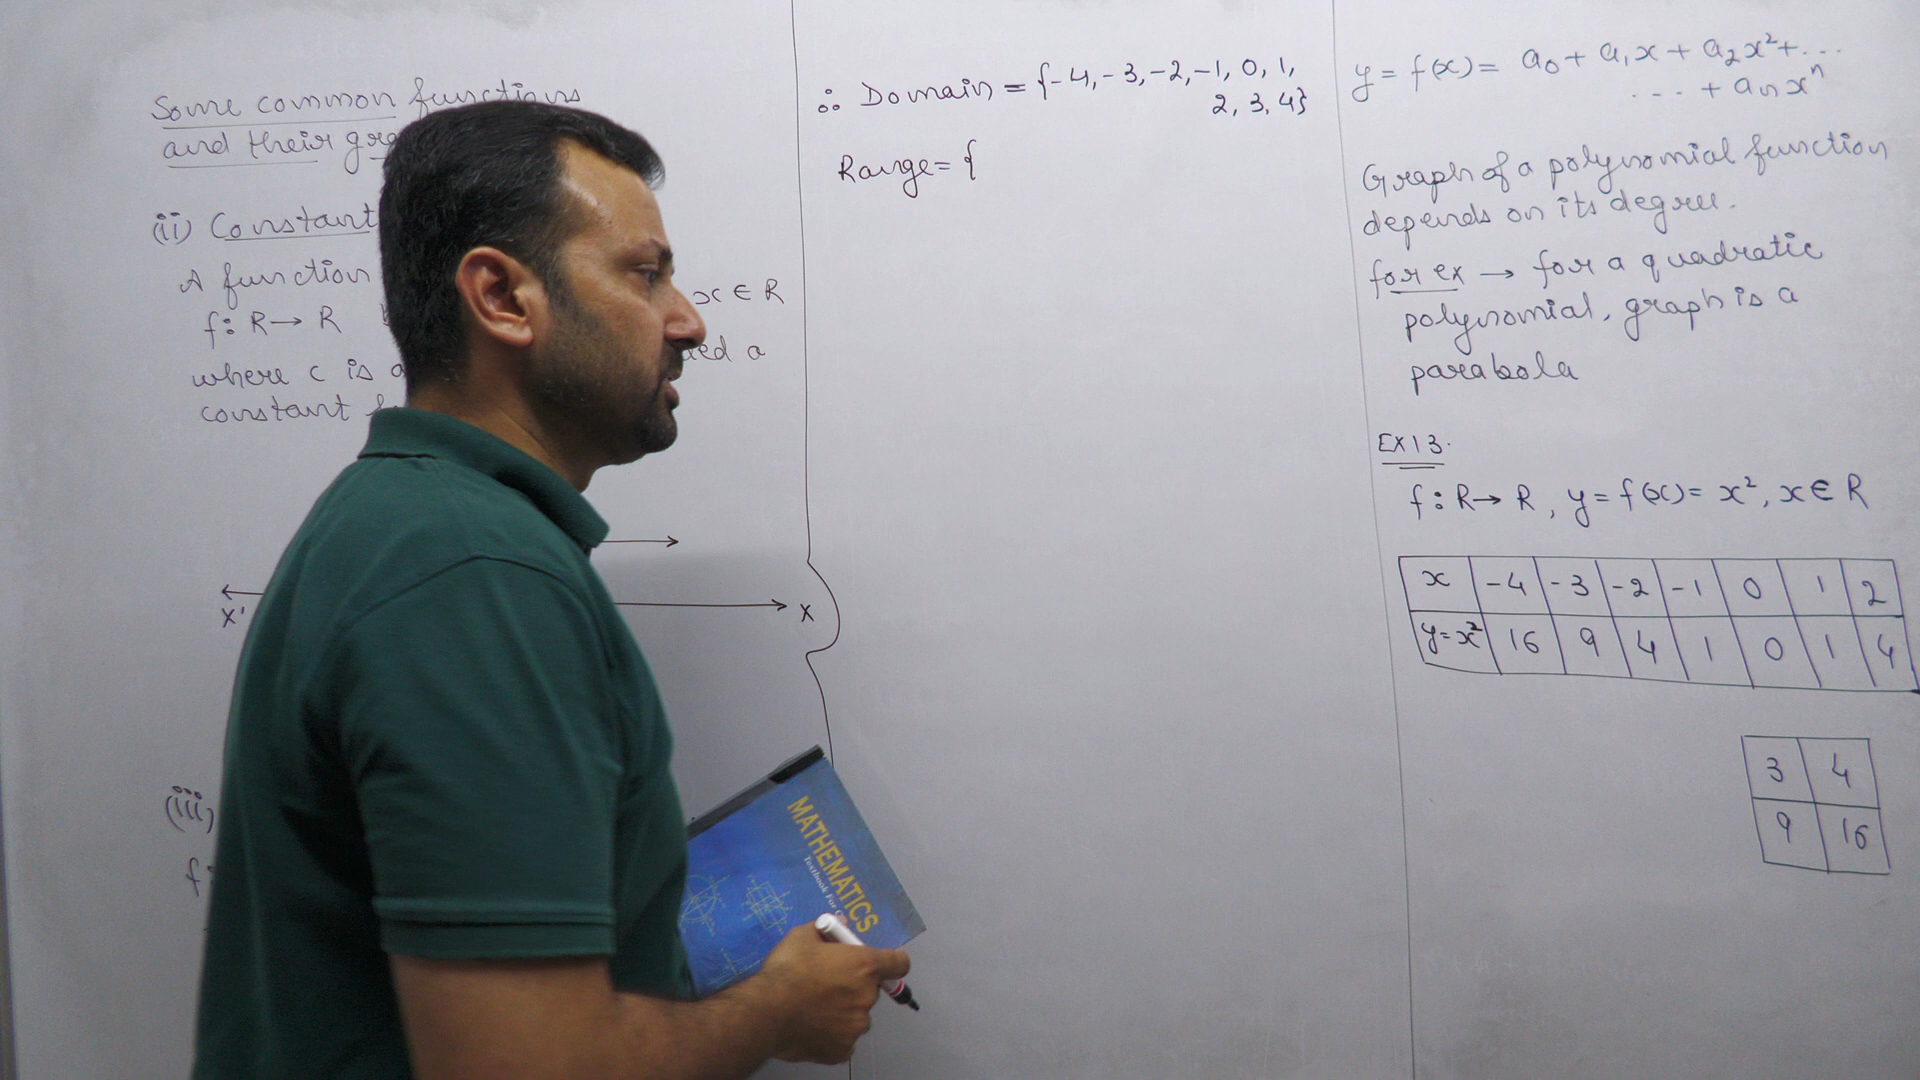 Some common functions
and their gra
(ii) Constant
A function
f: R→ R
x ∈ R
where c is a
constant
X'
X
(iii)
f:
∴ Domain = {-4, -3, -2, -1, 0, 1,
2, 3, 4}
Range = {
MATHEMATICS
Textbook For
y = f(x) = a₀ + a₁x + a₂x² + ...
... + aₙxⁿ
Graph of a polynomial function
depends on its degree.
for ex → for a quadratic
polynomial, graph is a
parabola
EX 13.
f: R→ R, y = f(x) = x², x ∈ R
x -4 -3 -2 -1 0 1 2
y=x² 16 9 4 1 0 1 4
3 4
9 16